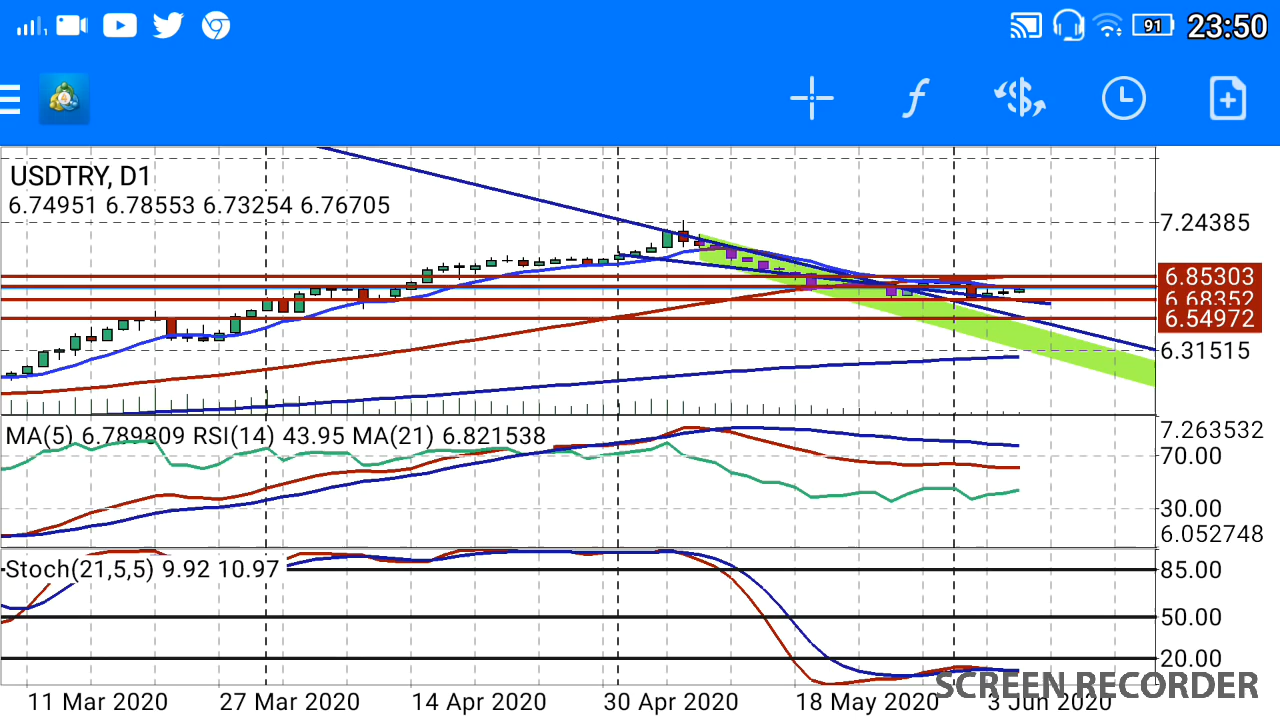 91 23:50
USDTRY, D1
6.74951 6.78553 6.73254 6.76705
7.24385
6.85303
6.68352
6.54972
6.31515
MA(5) 6.789809 RSI(14) 43.95 MA(21) 6.821538
7.263532
70.00
30.00
6.052748
Stoch(21,5,5) 9.92 10.97
85.00
50.00
20.00
11 Mar 2020 27 Mar 2020 14 Apr 2020 30 Apr 2020 18 May 2020 3 Jun 2020
SCREEN RECORDER